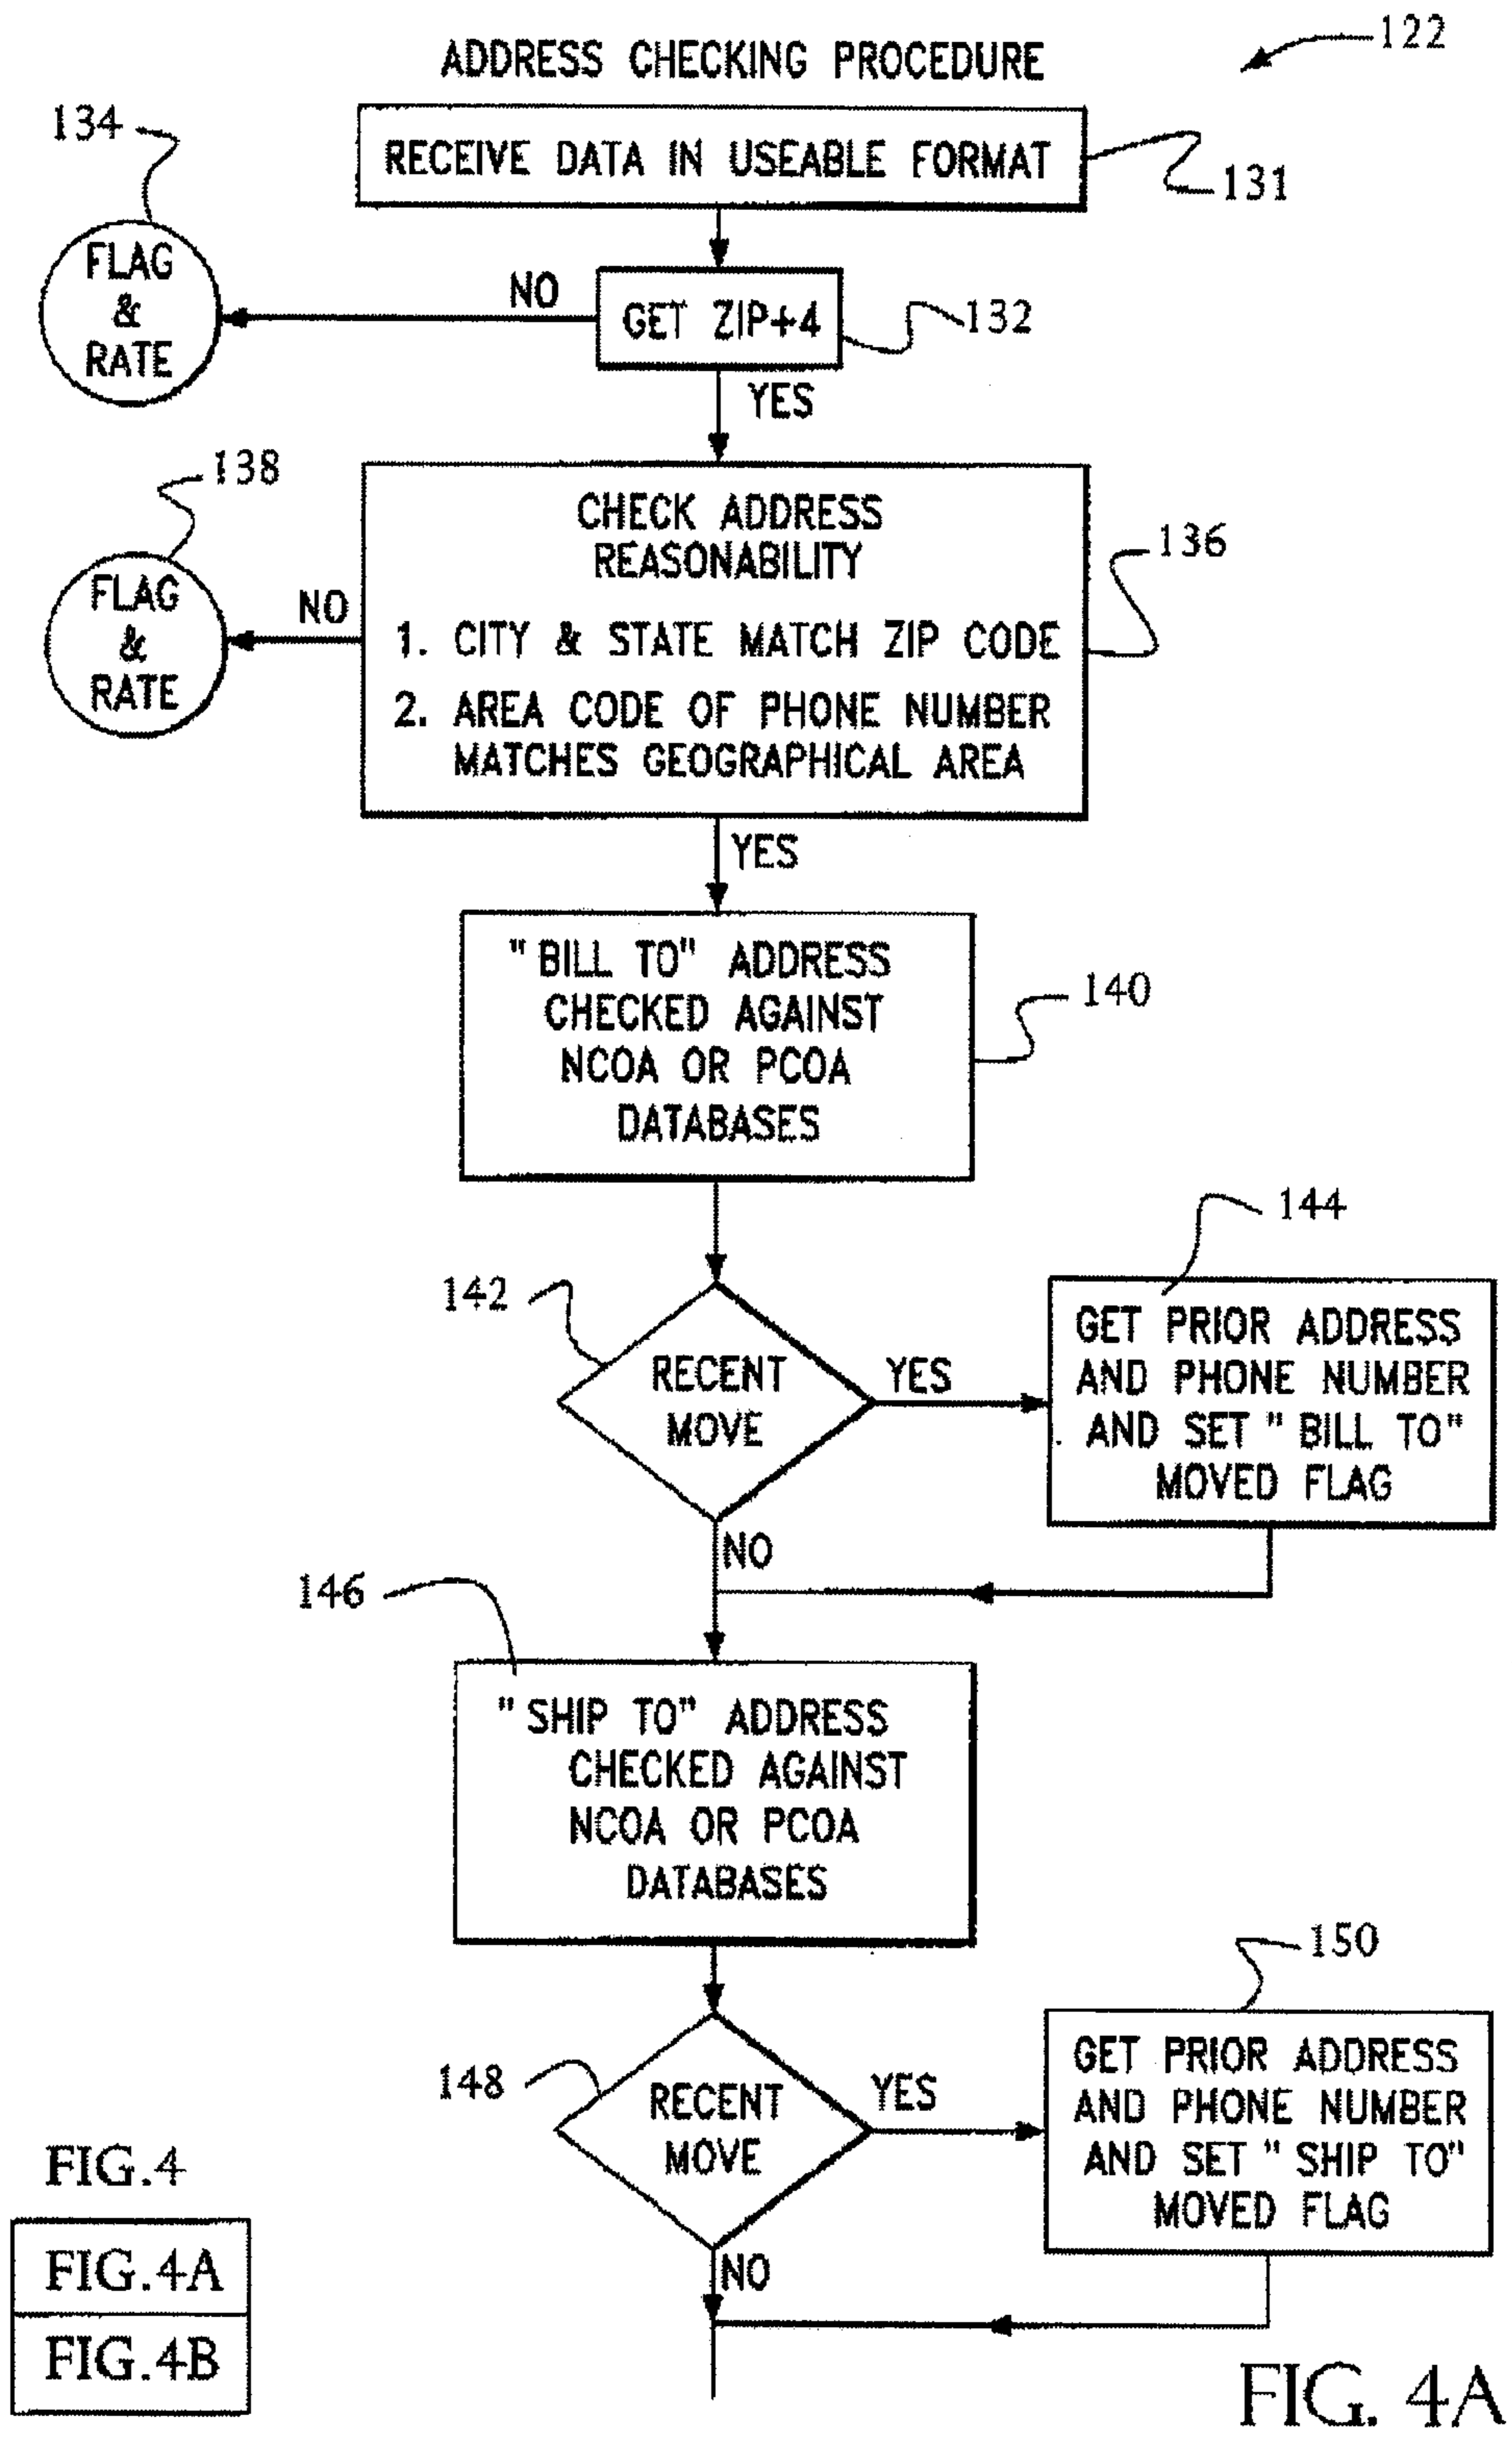 122
ADDRESS CHECKING PROCEDURE
134
RECEIVE DATA IN USEABLE FORMAT
131
FLAG
&
RATE
NO
GET ZIP+4
132
YES
138
CHECK ADDRESS
REASONABILITY
136
FLAG
&
RATE
NO
1. CITY & STATE MATCH ZIP CODE
2. AREA CODE OF PHONE NUMBER
MATCHES GEOGRAPHICAL AREA
YES
"BILL TO" ADDRESS
CHECKED AGAINST
NCOA OR PCOA
DATABASES
140
144
142
RECENT
MOVE
YES
GET PRIOR ADDRESS
AND PHONE NUMBER
AND SET "BILL TO"
MOVED FLAG
NO
146
"SHIP TO" ADDRESS
CHECKED AGAINST
NCOA OR PCOA
DATABASES
150
148
RECENT
MOVE
YES
GET PRIOR ADDRESS
AND PHONE NUMBER
AND SET "SHIP TO"
MOVED FLAG
NO
FIG.4
FIG.4A
FIG.4B
FIG. 4A